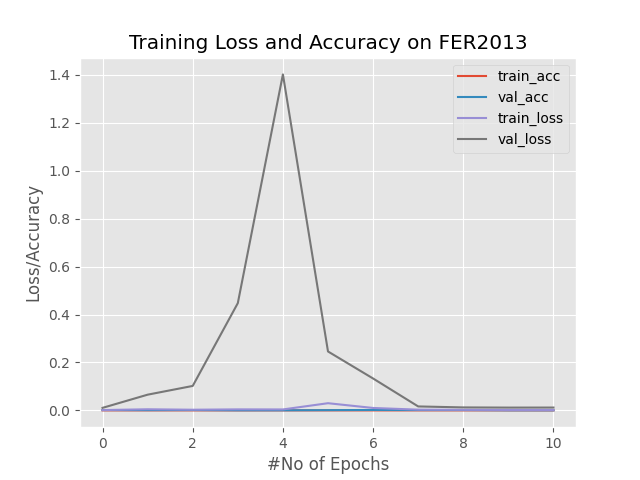 Training Loss and Accuracy on FER2013
train_acc
val_acc
train_loss
val_loss
Loss/Accuracy
1.4
1.2
1.0
0.8
0.6
0.4
0.2
0.0
0 2 4 6 8 10
#No of Epochs